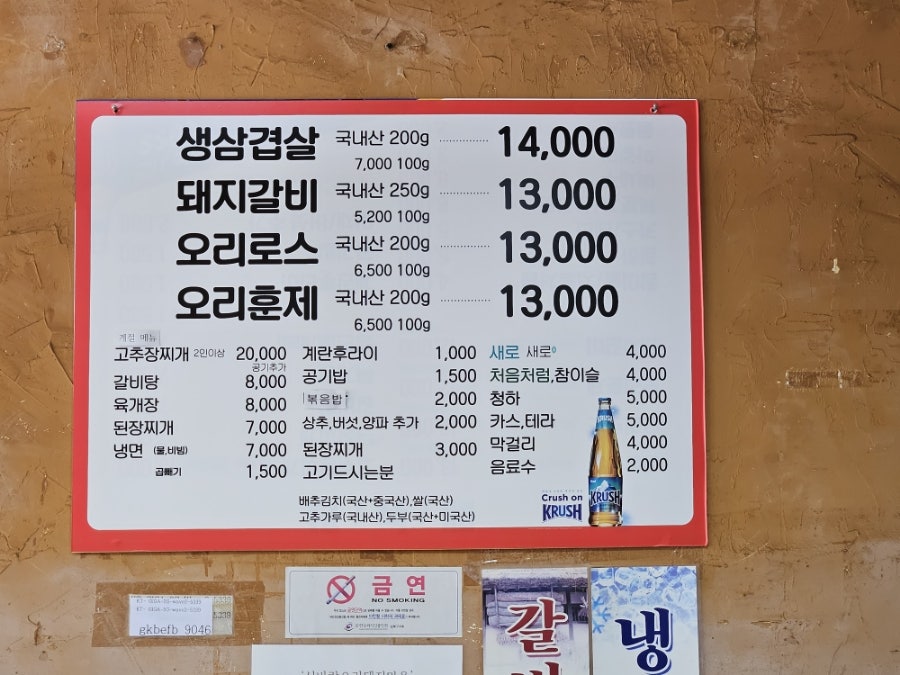 생삼겹살 국내산 200g 14,000
7,000 100g
돼지갈비 국내산 250g 13,000
5,200 100g
오리로스 국내산 200g 13,000
6,500 100g
오리훈제 국내산 200g 13,000
6,500 100g
계절 메뉴
고추장찌개 2인이상 20,000
공기추가
갈비탕 8,000
육개장 8,000
된장찌개 7,000
냉면 (물,비빔) 7,000
곱빼기 1,500
계란후라이 1,000
공기밥 1,500
볶음밥 2,000
상추,버섯,양파 추가 2,000
된장찌개 3,000
고기드시는분
새로 새로 4,000
처음처럼,참이슬 4,000
청하 5,000
카스,테라 5,000
막걸리 4,000
음료수 2,000
배추김치(국산+중국산),쌀(국산)
고추가루(국내산),두부(국산+미국산)
Crush on
KRUSH
KRUSH
gkbefb 9046
금연
NO SMOKING
갈
냉